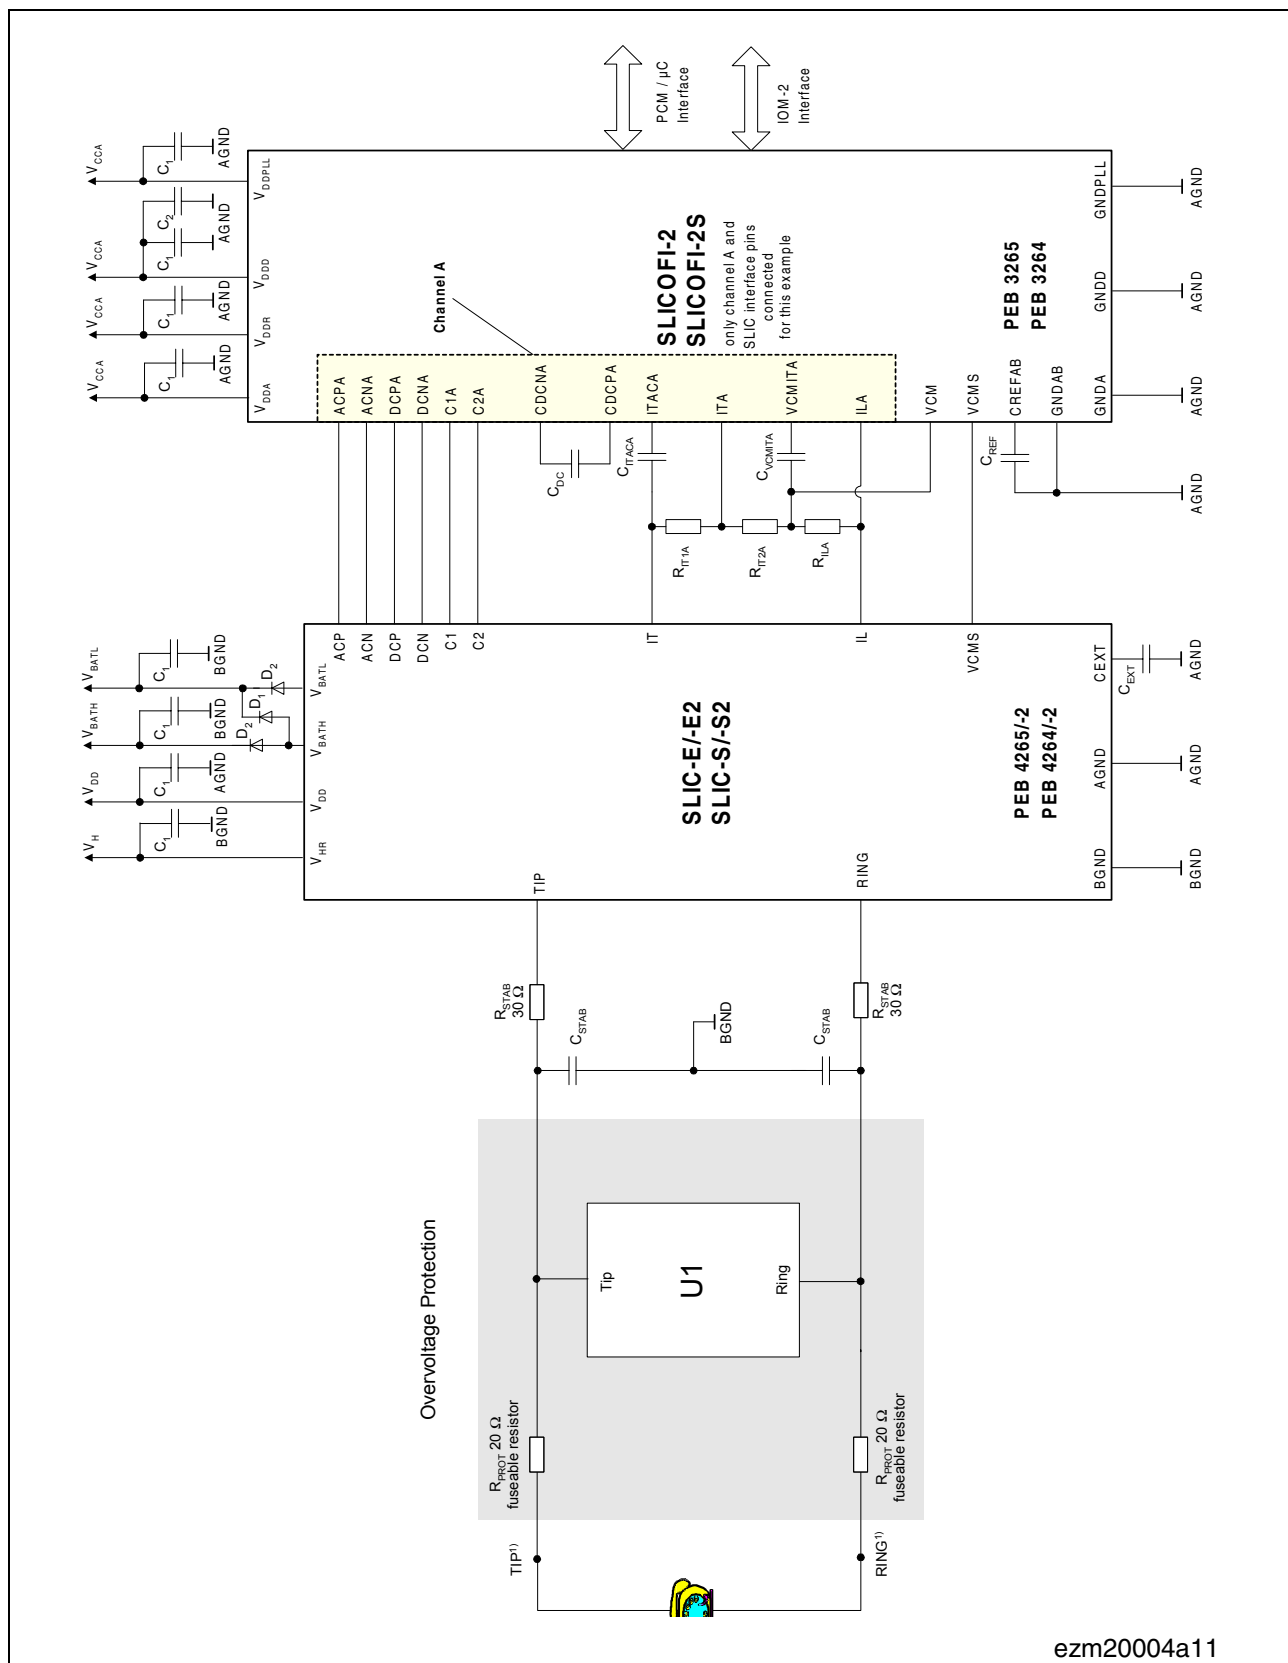 PCM / µC
Interface
IOM-2
Interface
VCCA
C1
AGND
VDDPLL
VCCA
C2
AGND
C1
AGND
VDDD
VCCA
C1
AGND
VDDR
VCCA
C1
AGND
VDDA
Channel A
SLICOFI-2
SLICOFI-2S
only channel A and
SLIC interface pins
connected
for this example
PEB 3265
PEB 3264
ACPA
ACNA
DCPA
DCNA
C1A
C2A
CDCNA
CDCPA
ITACA
ITA
VCMITA
ILA
VCM
VCMS
CREFAB
GNDAB
GNDA
GNDD
GNDPLL
AGND
AGND
AGND
AGND
CDC
CITACA
CVCMITA
CREF
RIT1A
RIT2A
RILA
VBATL
C1
BGND
D2
VBATL
VBATH
C1
BGND
D1
D2
VBATH
VDD
C1
AGND
VDD
VH
C1
BGND
VHR
ACP
ACN
DCP
DCN
C1
C2
IT
IL
VCMS
CEXT
CEXT
AGND
AGND
AGND
BGND
BGND
SLIC-E/-E2
SLIC-S/-S2
PEB 4265/-2
PEB 4264/-2
TIP
RING
RSTAB
30 Ω
RSTAB
30 Ω
CSTAB
BGND
CSTAB
Overvoltage Protection
Tip
U1
Ring
RPROT 20 Ω
fuseable resistor
RPROT 20 Ω
fuseable resistor
TIP1)
RING1)
ezm20004a11